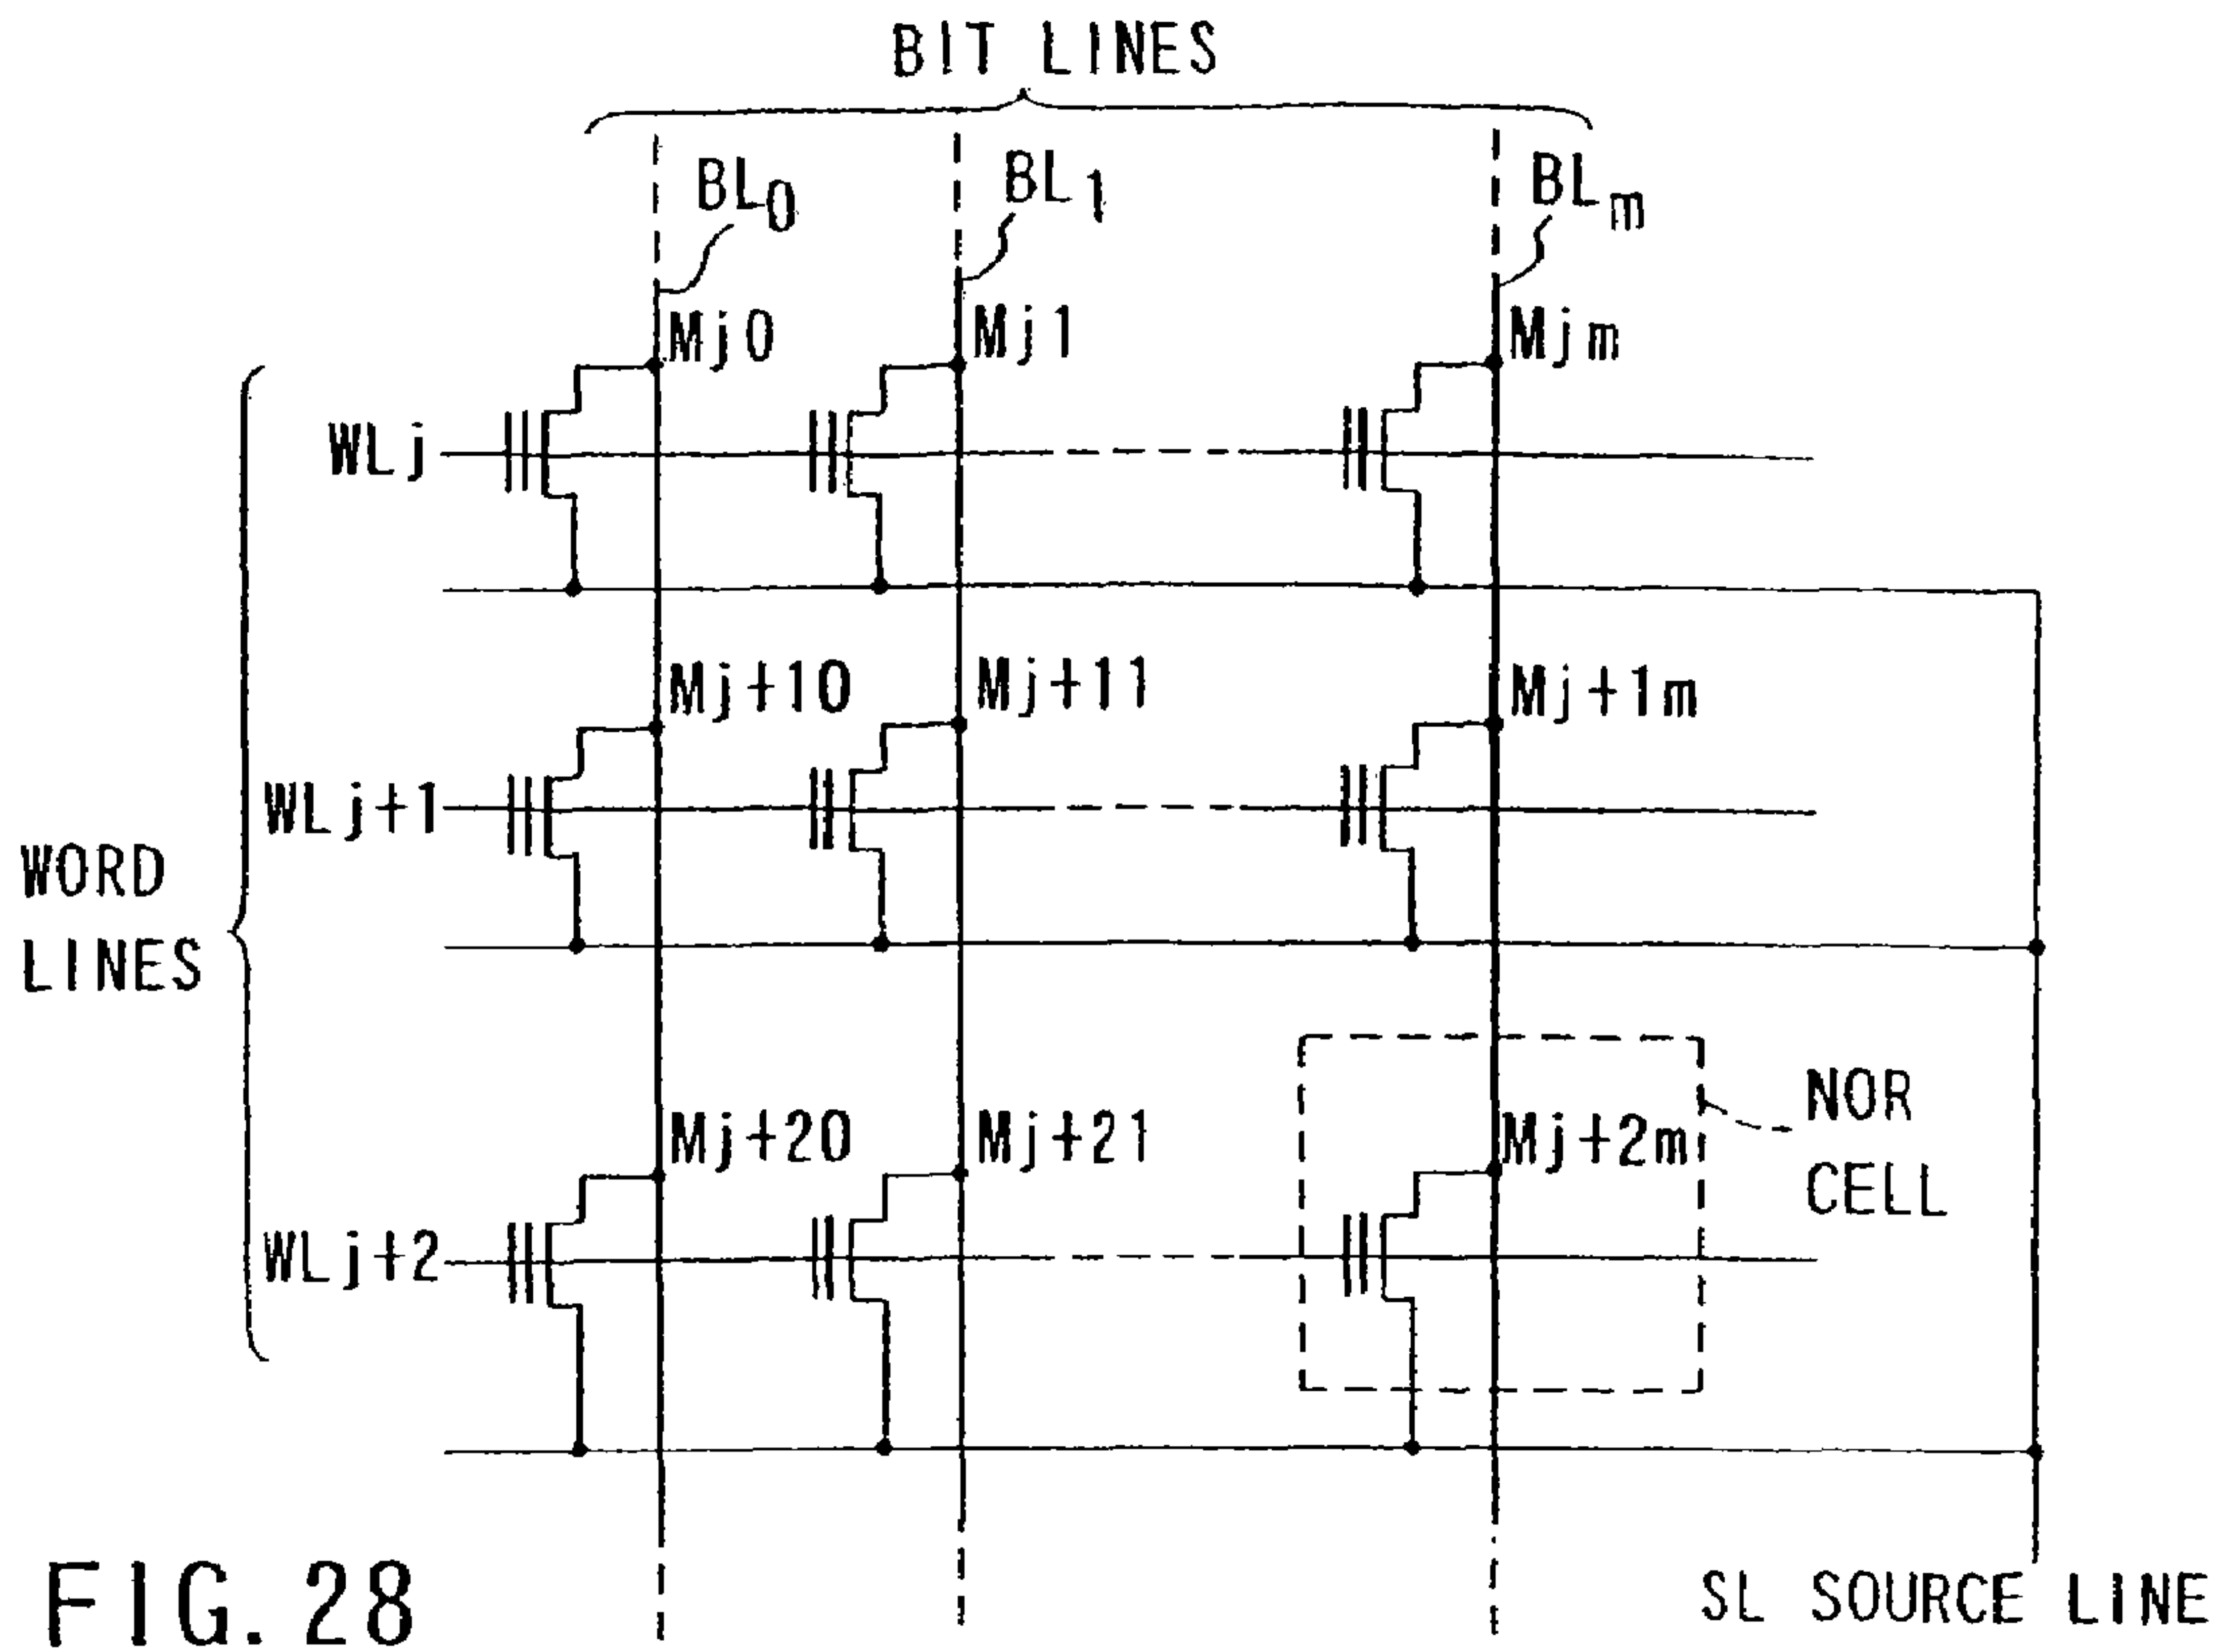 BIT LINES
BL0 BL1 BLm
Mj0 Mj1 Mjm
WLj
Mj+10 Mj+11 Mj+1m
WLj+1
WORD
LINES
NOR
CELL
Mj+20 Mj+21 Mj+2m
WLj+2
FIG. 28
SL SOURCE LINE